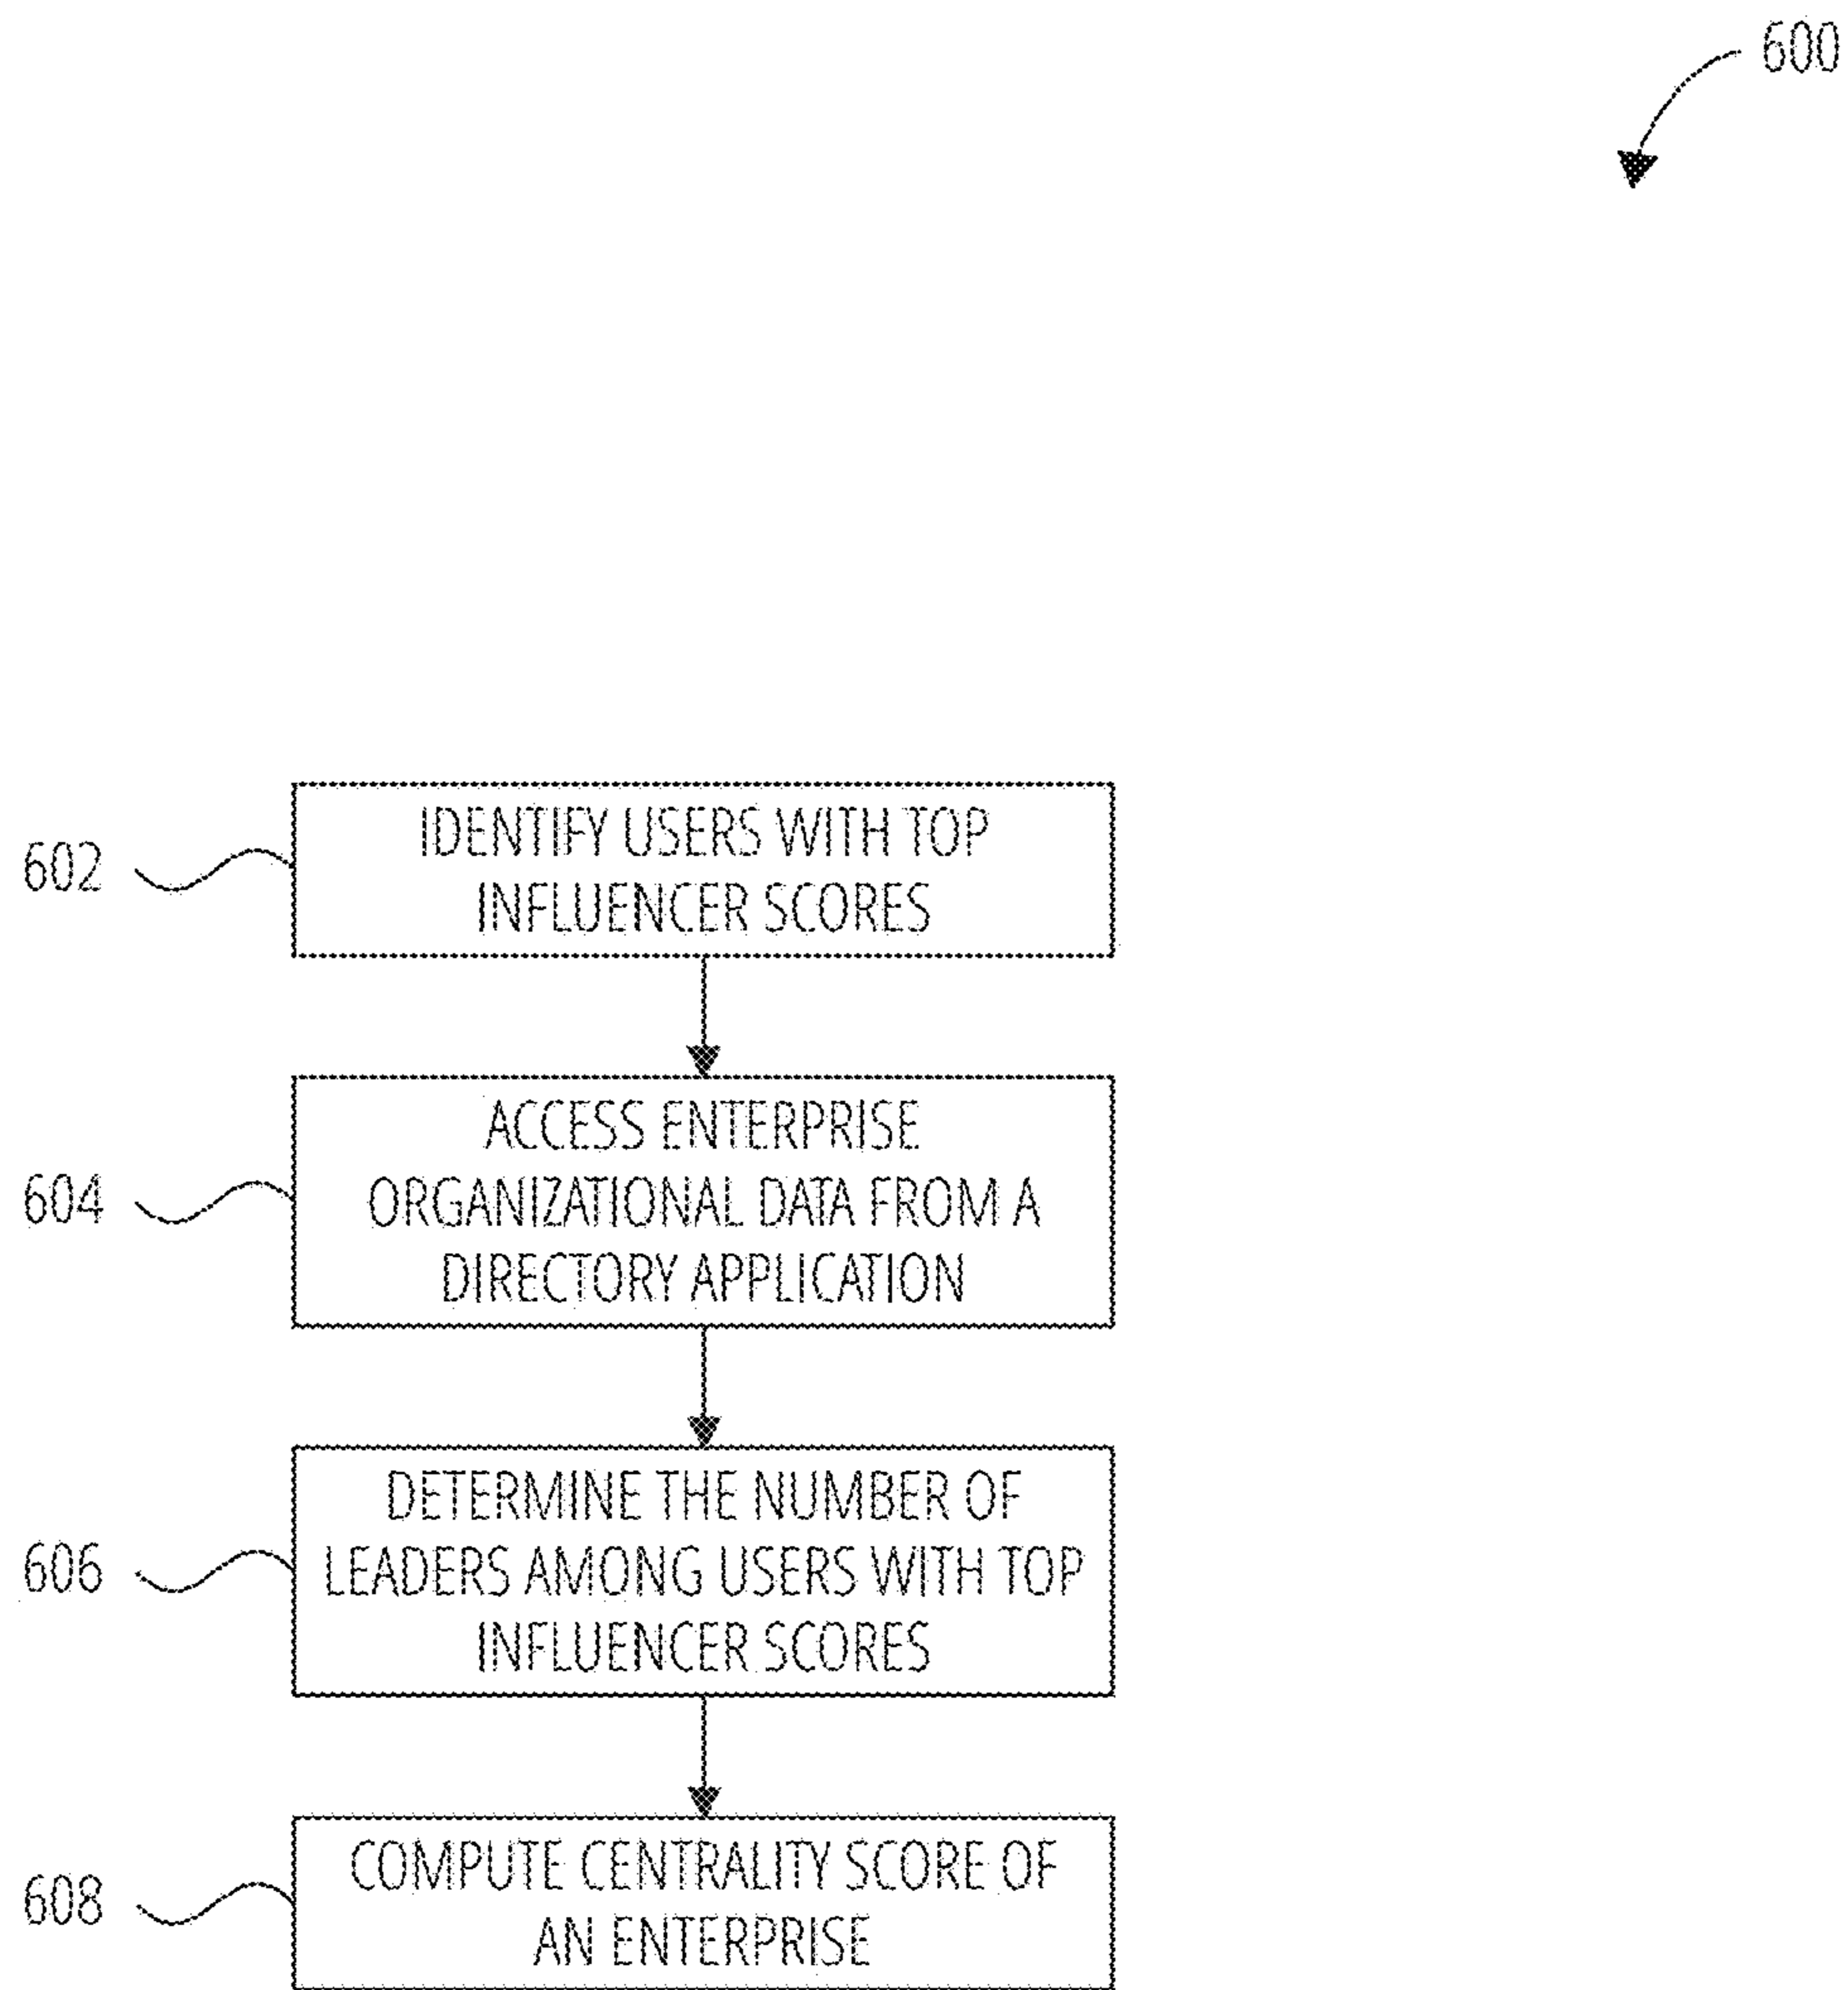 600
602
IDENTIFY USERS WITH TOP
INFLUENCER SCORES
604
ACCESS ENTERPRISE
ORGANIZATIONAL DATA FROM A
DIRECTORY APPLICATION
606
DETERMINE THE NUMBER OF
LEADERS AMONG USERS WITH TOP
INFLUENCER SCORES
608
COMPUTE CENTRALITY SCORE OF
AN ENTERPRISE